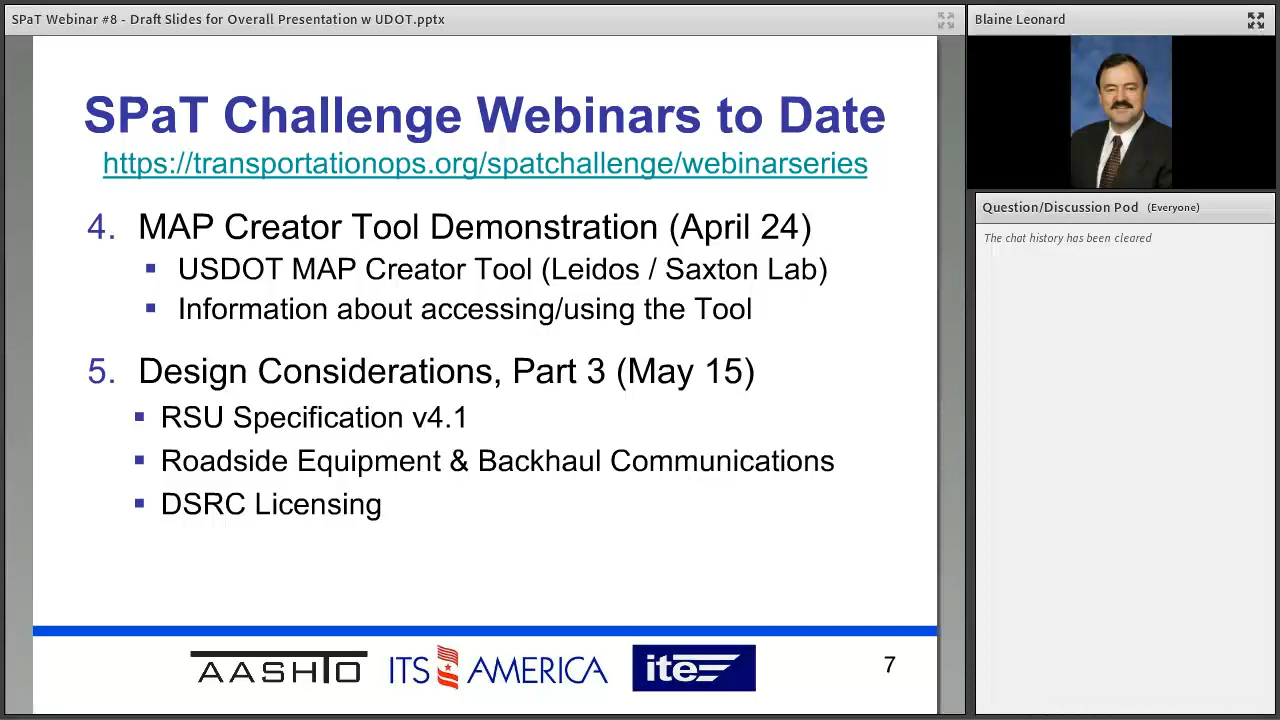 SPaT Webinar #8 - Draft Slides for Overall Presentation w UDOT.pptx
Blaine Leonard
SPaT Challenge Webinars to Date
https://transportationops.org/spatchallenge/webinarseries
4. MAP Creator Tool Demonstration (April 24)
▪ USDOT MAP Creator Tool (Leidos / Saxton Lab)
▪ Information about accessing/using the Tool
5. Design Considerations, Part 3 (May 15)
▪ RSU Specification v4.1
▪ Roadside Equipment & Backhaul Communications
▪ DSRC Licensing
AASHTO
ITS AMERICA
ite
7
Question/Discussion Pod (Everyone)
The chat history has been cleared